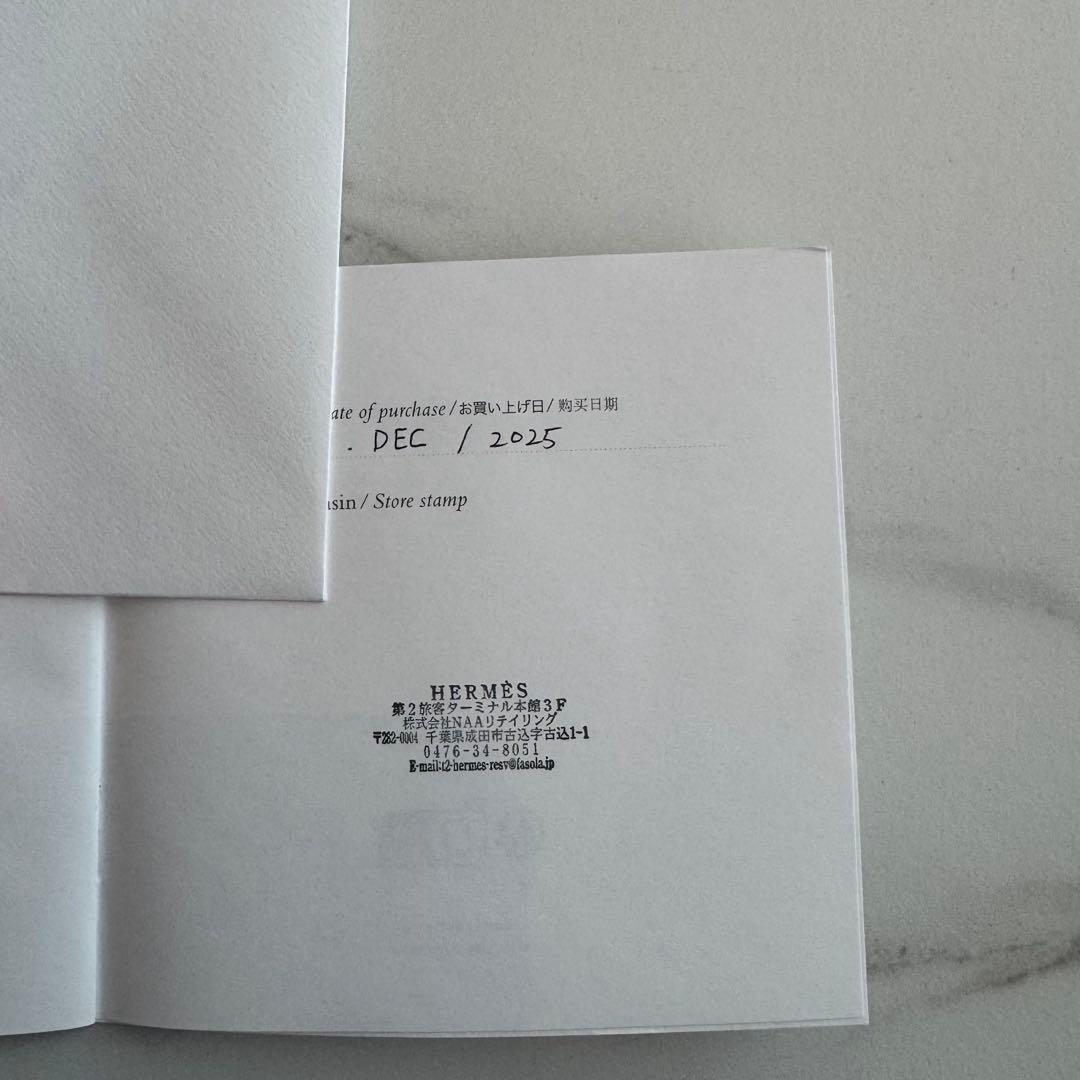 ate of purchase/お買い上げ日/购买日期
. DEC / 2025
sin/ Store stamp
HERMÈS
第2旅客ターミナル本館3F
株式会社NAAリテイリング
〒282-0004 千葉県成田市古込字古込1-1
0476-34-8051
E-mail:t2-hermes-resv@fasola.jp